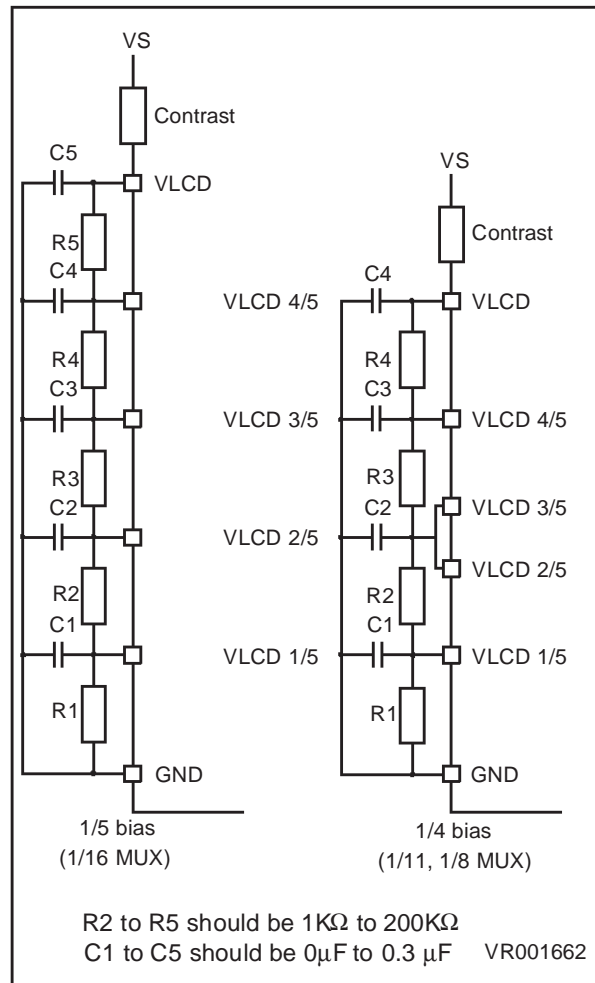 VS
Contrast
C5
VLCD
R5
C4
VLCD 4/5
R4
C3
VLCD 3/5
R3
C2
VLCD 2/5
R2
C1
VLCD 1/5
R1
GND
1/5 bias
(1/16 MUX)
VS
Contrast
C4
VLCD
R4
C3
VLCD 4/5
R3
VLCD 3/5
C2
VLCD 2/5
R2
C1
VLCD 1/5
R1
GND
1/4 bias
(1/11, 1/8 MUX)
R2 to R5 should be 1KΩ to 200KΩ
C1 to C5 should be 0μF to 0.3 μF VR001662